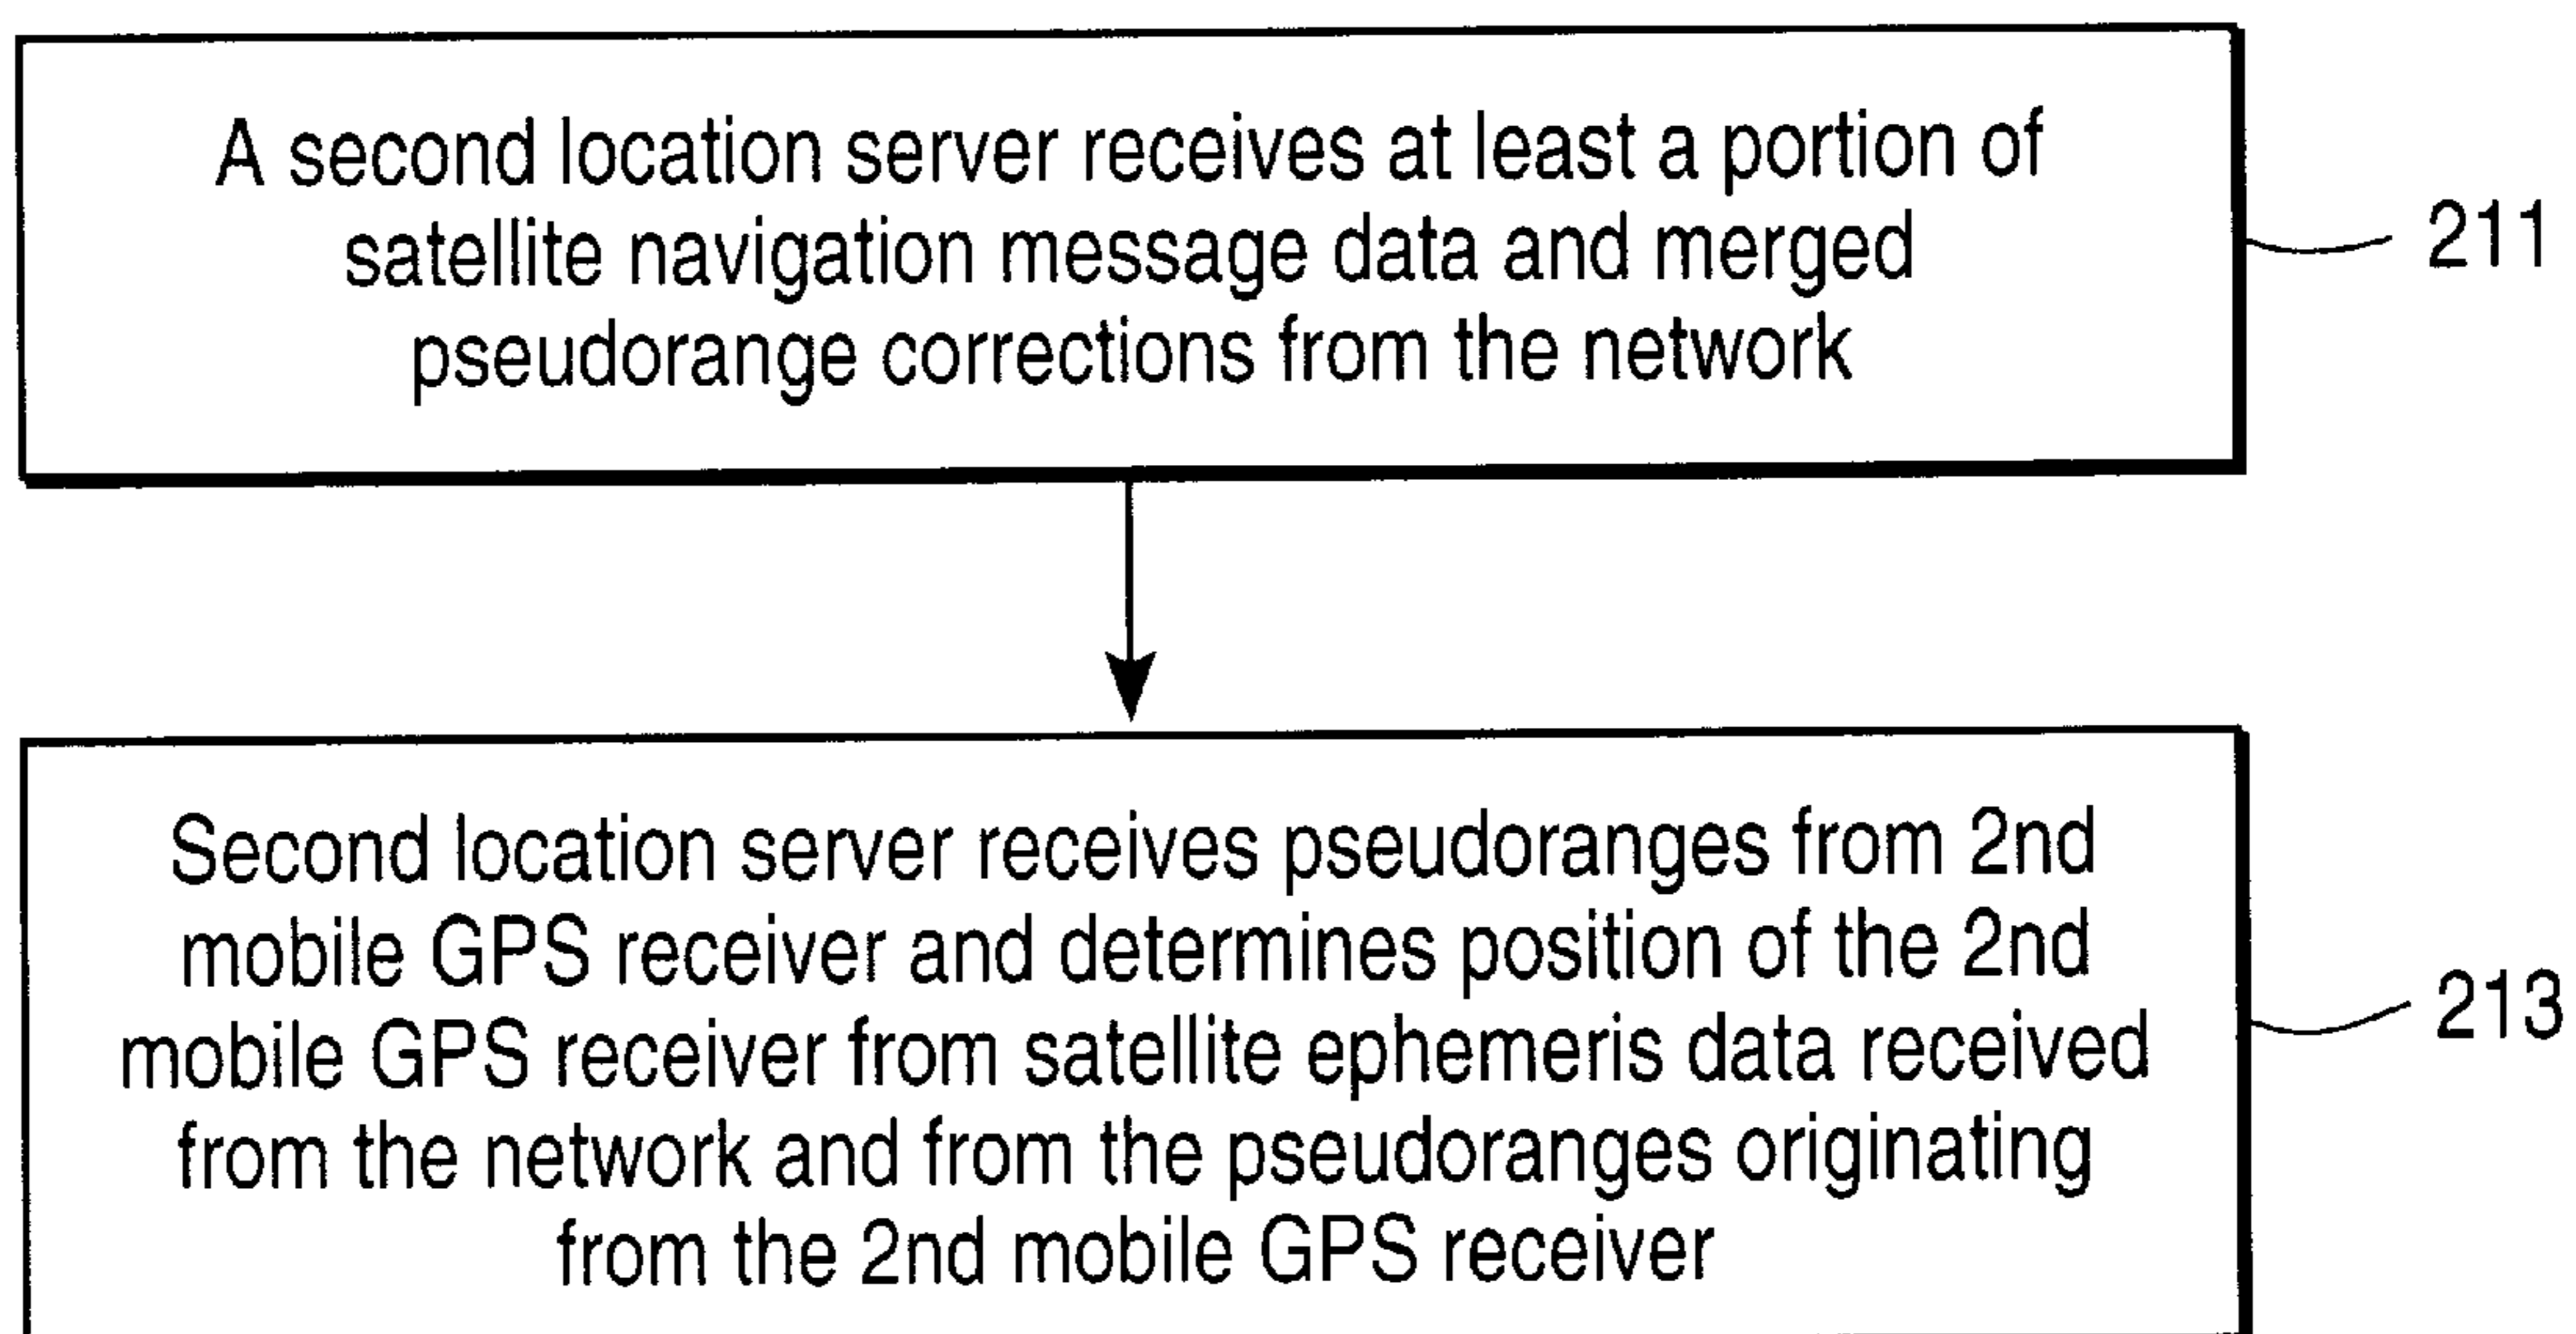 A second location server receives at least a portion of
satellite navigation message data and merged
pseudorange corrections from the network
211
Second location server receives pseudoranges from 2nd
mobile GPS receiver and determines position of the 2nd
mobile GPS receiver from satellite ephemeris data received
from the network and from the pseudoranges originating
from the 2nd mobile GPS receiver
213